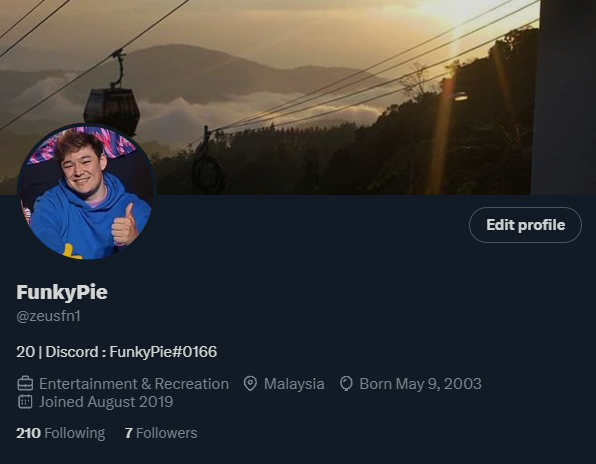 Edit profile
FunkyPie
@zeusfn1
20 | Discord : FunkyPie#0166
Entertainment & Recreation Malaysia Born May 9, 2003
Joined August 2019
210 Following 7 Followers